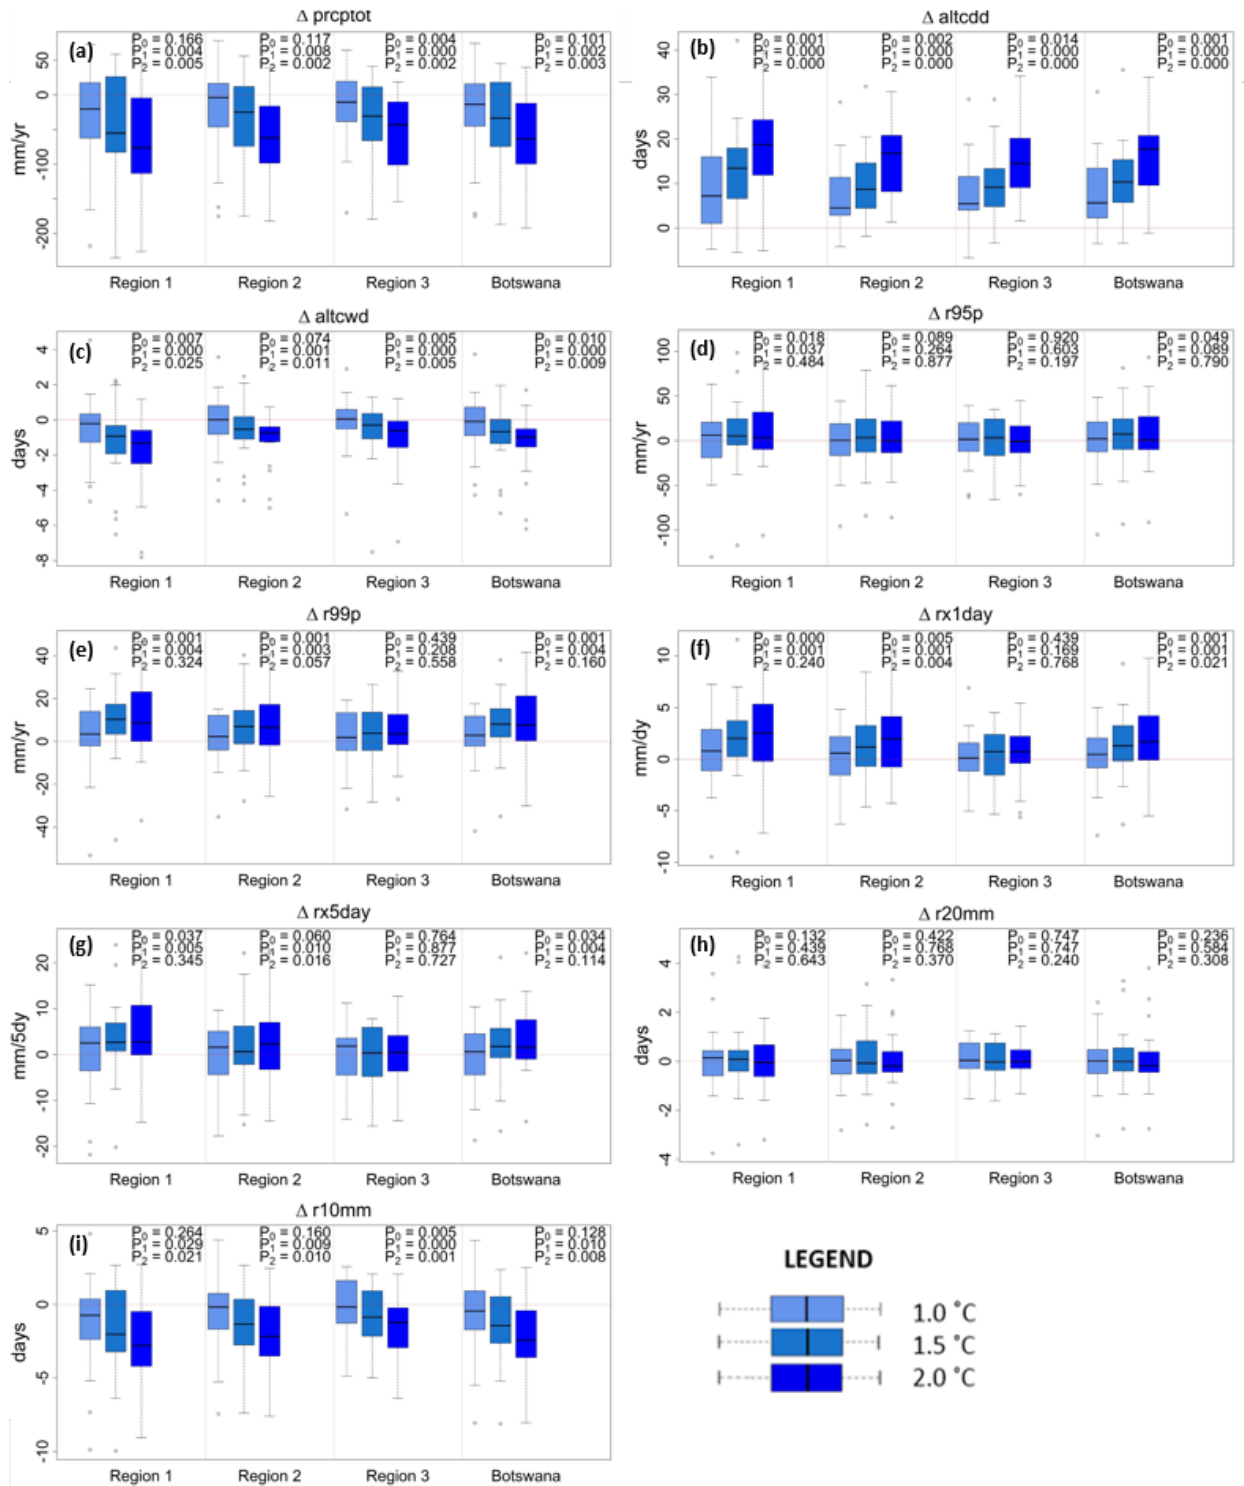 Δ prcptot
(a)
P0 = 0.166 P0 = 0.117 P0 = 0.004 P0 = 0.101
P1 = 0.004 P1 = 0.008 P1 = 0.000 P1 = 0.002
P2 = 0.005 P2 = 0.002 P2 = 0.002 P2 = 0.003
50
0
-100
-200
mm/yr
Region 1 Region 2 Region 3 Botswana
Δ altcdd
(b)
P0 = 0.001 P0 = 0.002 P0 = 0.014 P0 = 0.001
P1 = 0.000 P1 = 0.000 P1 = 0.000 P1 = 0.000
P2 = 0.000 P2 = 0.000 P2 = 0.000 P2 = 0.000
40
30
20
10
0
days
Region 1 Region 2 Region 3 Botswana
Δ altcwd
(c)
P0 = 0.007 P0 = 0.074 P0 = 0.005 P0 = 0.010
P1 = 0.000 P1 = 0.001 P1 = 0.000 P1 = 0.000
P2 = 0.025 P2 = 0.011 P2 = 0.005 P2 = 0.009
4
2
0
-2
-4
-6
-8
days
Region 1 Region 2 Region 3 Botswana
Δ r95p
(d)
P0 = 0.018 P0 = 0.089 P0 = 0.920 P0 = 0.049
P1 = 0.037 P1 = 0.264 P1 = 0.603 P1 = 0.089
P2 = 0.484 P2 = 0.877 P2 = 0.197 P2 = 0.790
100
50
0
-50
-100
mm/yr
Region 1 Region 2 Region 3 Botswana
Δ r99p
(e)
P0 = 0.001 P0 = 0.001 P0 = 0.439 P0 = 0.001
P1 = 0.004 P1 = 0.003 P1 = 0.208 P1 = 0.004
P2 = 0.324 P2 = 0.057 P2 = 0.558 P2 = 0.160
40
20
0
-20
-40
mm/yr
Region 1 Region 2 Region 3 Botswana
Δ rx1day
(f)
P0 = 0.000 P0 = 0.005 P0 = 0.439 P0 = 0.001
P1 = 0.001 P1 = 0.001 P1 = 0.169 P1 = 0.001
P2 = 0.240 P2 = 0.004 P2 = 0.768 P2 = 0.021
10
5
0
-5
-10
mm/dy
Region 1 Region 2 Region 3 Botswana
Δ rx5day
(g)
P0 = 0.037 P0 = 0.060 P0 = 0.764 P0 = 0.034
P1 = 0.005 P1 = 0.010 P1 = 0.877 P1 = 0.004
P2 = 0.345 P2 = 0.016 P2 = 0.727 P2 = 0.114
20
10
0
-10
-20
mm/5dy
Region 1 Region 2 Region 3 Botswana
Δ r20mm
(h)
P0 = 0.132 P0 = 0.422 P0 = 0.747 P0 = 0.236
P1 = 0.439 P1 = 0.768 P1 = 0.747 P1 = 0.584
P2 = 0.643 P2 = 0.370 P2 = 0.240 P2 = 0.308
4
2
0
-2
-4
days
Region 1 Region 2 Region 3 Botswana
Δ r10mm
(i)
P0 = 0.264 P0 = 0.160 P0 = 0.005 P0 = 0.128
P1 = 0.029 P1 = 0.009 P1 = 0.000 P1 = 0.010
P2 = 0.021 P2 = 0.010 P2 = 0.001 P2 = 0.008
5
0
-5
-10
days
Region 1 Region 2 Region 3 Botswana
LEGEND
1.0 °C
1.5 °C
2.0 °C